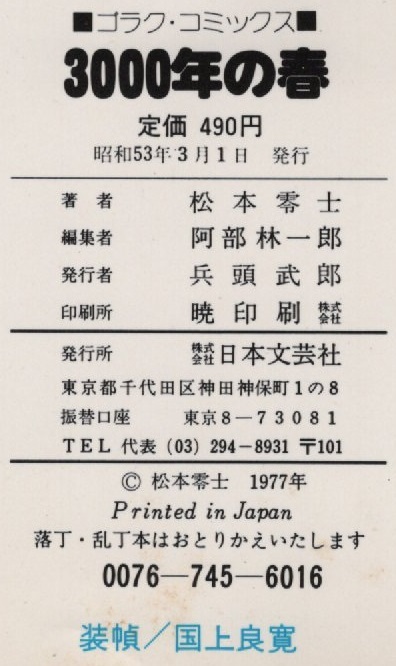 ■ゴラク・コミックス■
3000年の春
定価 490円
昭和53年3月1日 発行
著者 松本零士
編集者 阿部林一郎
発行者 兵頭武郎
印刷所 暁印刷 株式会社
発行所 株式会社 日本文芸社
東京都千代田区神田神保町1の8
振替口座 東京8―73081
TEL 代表 (03) 294-8931 〒101
© 松本零士 1977年
Printed in Japan
落丁・乱丁本はおとりかえいたします
0076―745―6016
装幀/国上良寛